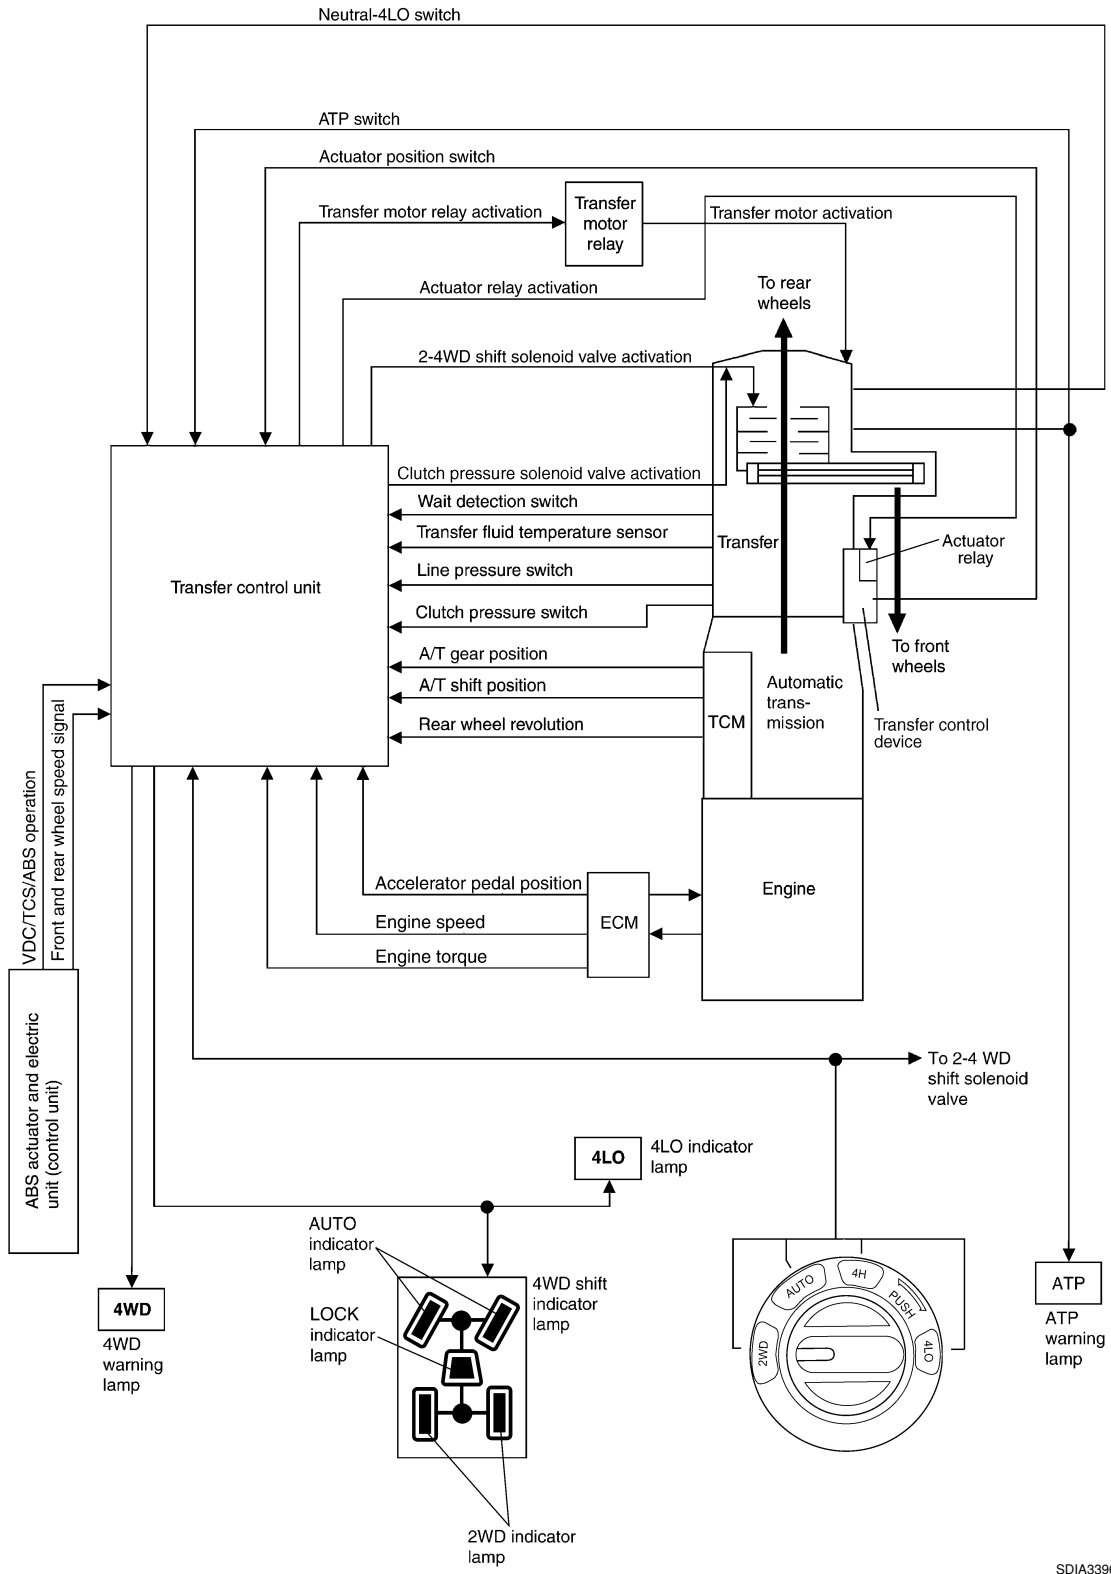 Neutral-4LO switch
ATP switch
Actuator position switch
Transfer motor relay activation
Transfer
motor
relay
Transfer motor activation
Actuator relay activation
To rear
wheels
2-4WD shift solenoid valve activation
Clutch pressure solenoid valve activation
Wait detection switch
Transfer fluid temperature sensor
Line pressure switch
Clutch pressure switch
A/T gear position
A/T shift position
Rear wheel revolution
Transfer control unit
Transfer
Actuator
relay
To front
wheels
TCM
Automatic
trans-
mission
Transfer control
device
VDC/TCS/ABS operation
Front and rear wheel speed signal
Accelerator pedal position
Engine speed
Engine torque
ECM
Engine
ABS actuator and electric
unit (control unit)
To 2-4 WD
shift solenoid
valve
4LO
4LO indicator
lamp
AUTO
indicator
lamp
LOCK
indicator
lamp
4WD shift
indicator
lamp
2WD indicator
lamp
4WD
4WD
warning
lamp
2WD
AUTO
4H
PUSH
4LO
ATP
ATP
warning
lamp